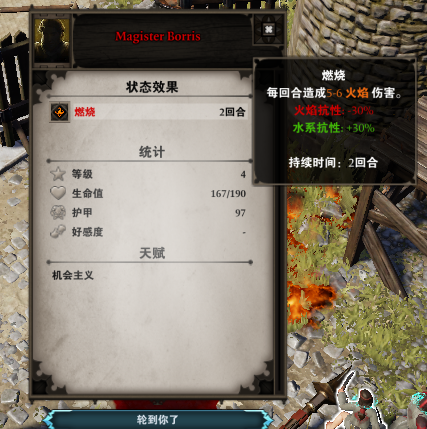 Magister Borris
状态效果
燃烧 2回合
统计
等级 4
生命值 167/190
护甲 97
好感度 -
天赋
机会主义
燃烧
每回合造成5-6 火焰 伤害。
火焰抗性: -30%
水系抗性: +30%
持续时间: 2回合
轮到你了